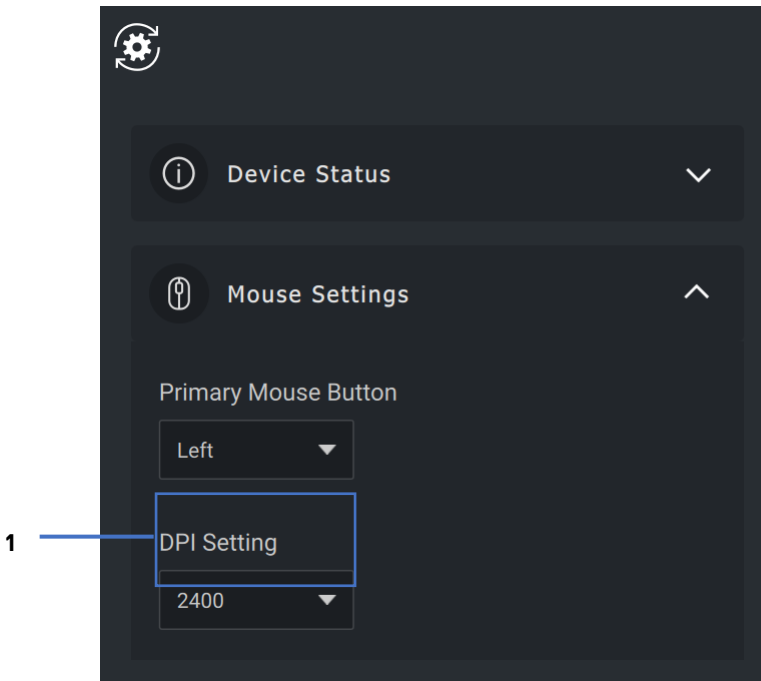 Device Status
Mouse Settings
Primary Mouse Button
Left
1
DPI Setting
2400